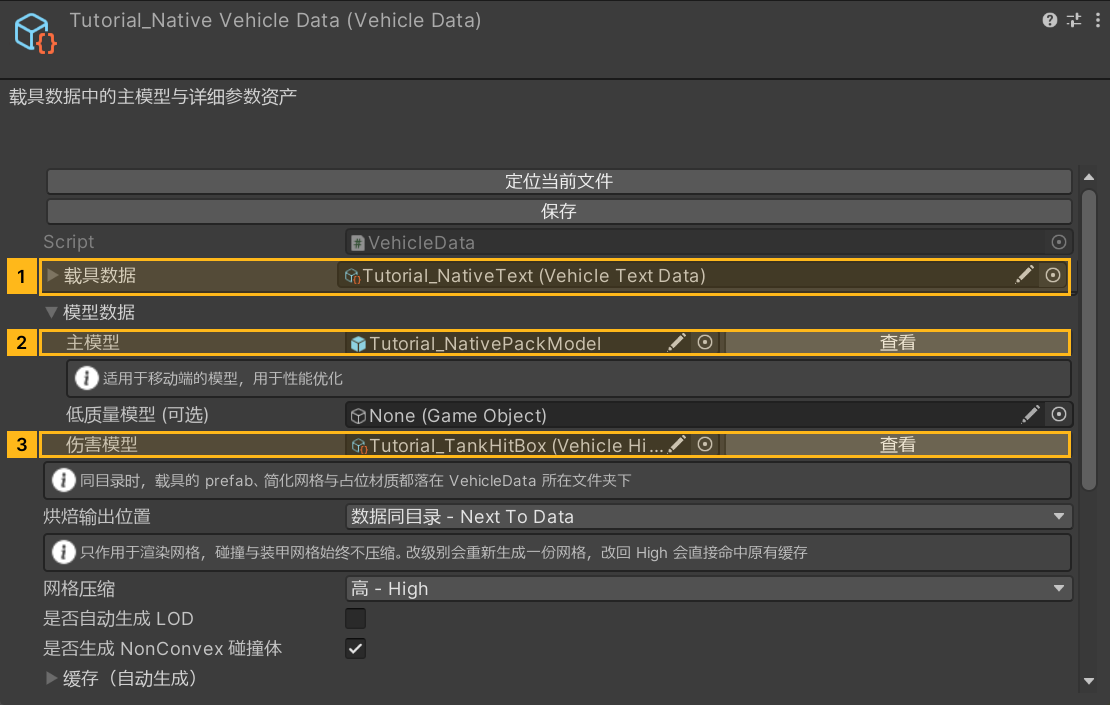 Tutorial_Native Vehicle Data (Vehicle Data)
载具数据中的主模型与详细参数资产
定位当前文件
保存
Script VehicleData
1 载具数据 Tutorial_NativeText (Vehicle Text Data)
模型数据
2 主模型 Tutorial_NativePackModel 查看
适用于移动端的模型，用于性能优化
低质量模型 (可选) None (Game Object)
3 伤害模型 Tutorial_TankHitBox (Vehicle Hi... 查看
同目录时，载具的 prefab、简化网格与占位材质都落在 VehicleData 所在文件夹下
烘焙输出位置 数据同目录 - Next To Data
只作用于渲染网格，碰撞与装甲网格始终不压缩。改级别会重新生成一份网格，改回 High 会直接命中原有缓存
网格压缩 高 - High
是否自动生成 LOD
是否生成 NonConvex 碰撞体
缓存（自动生成）